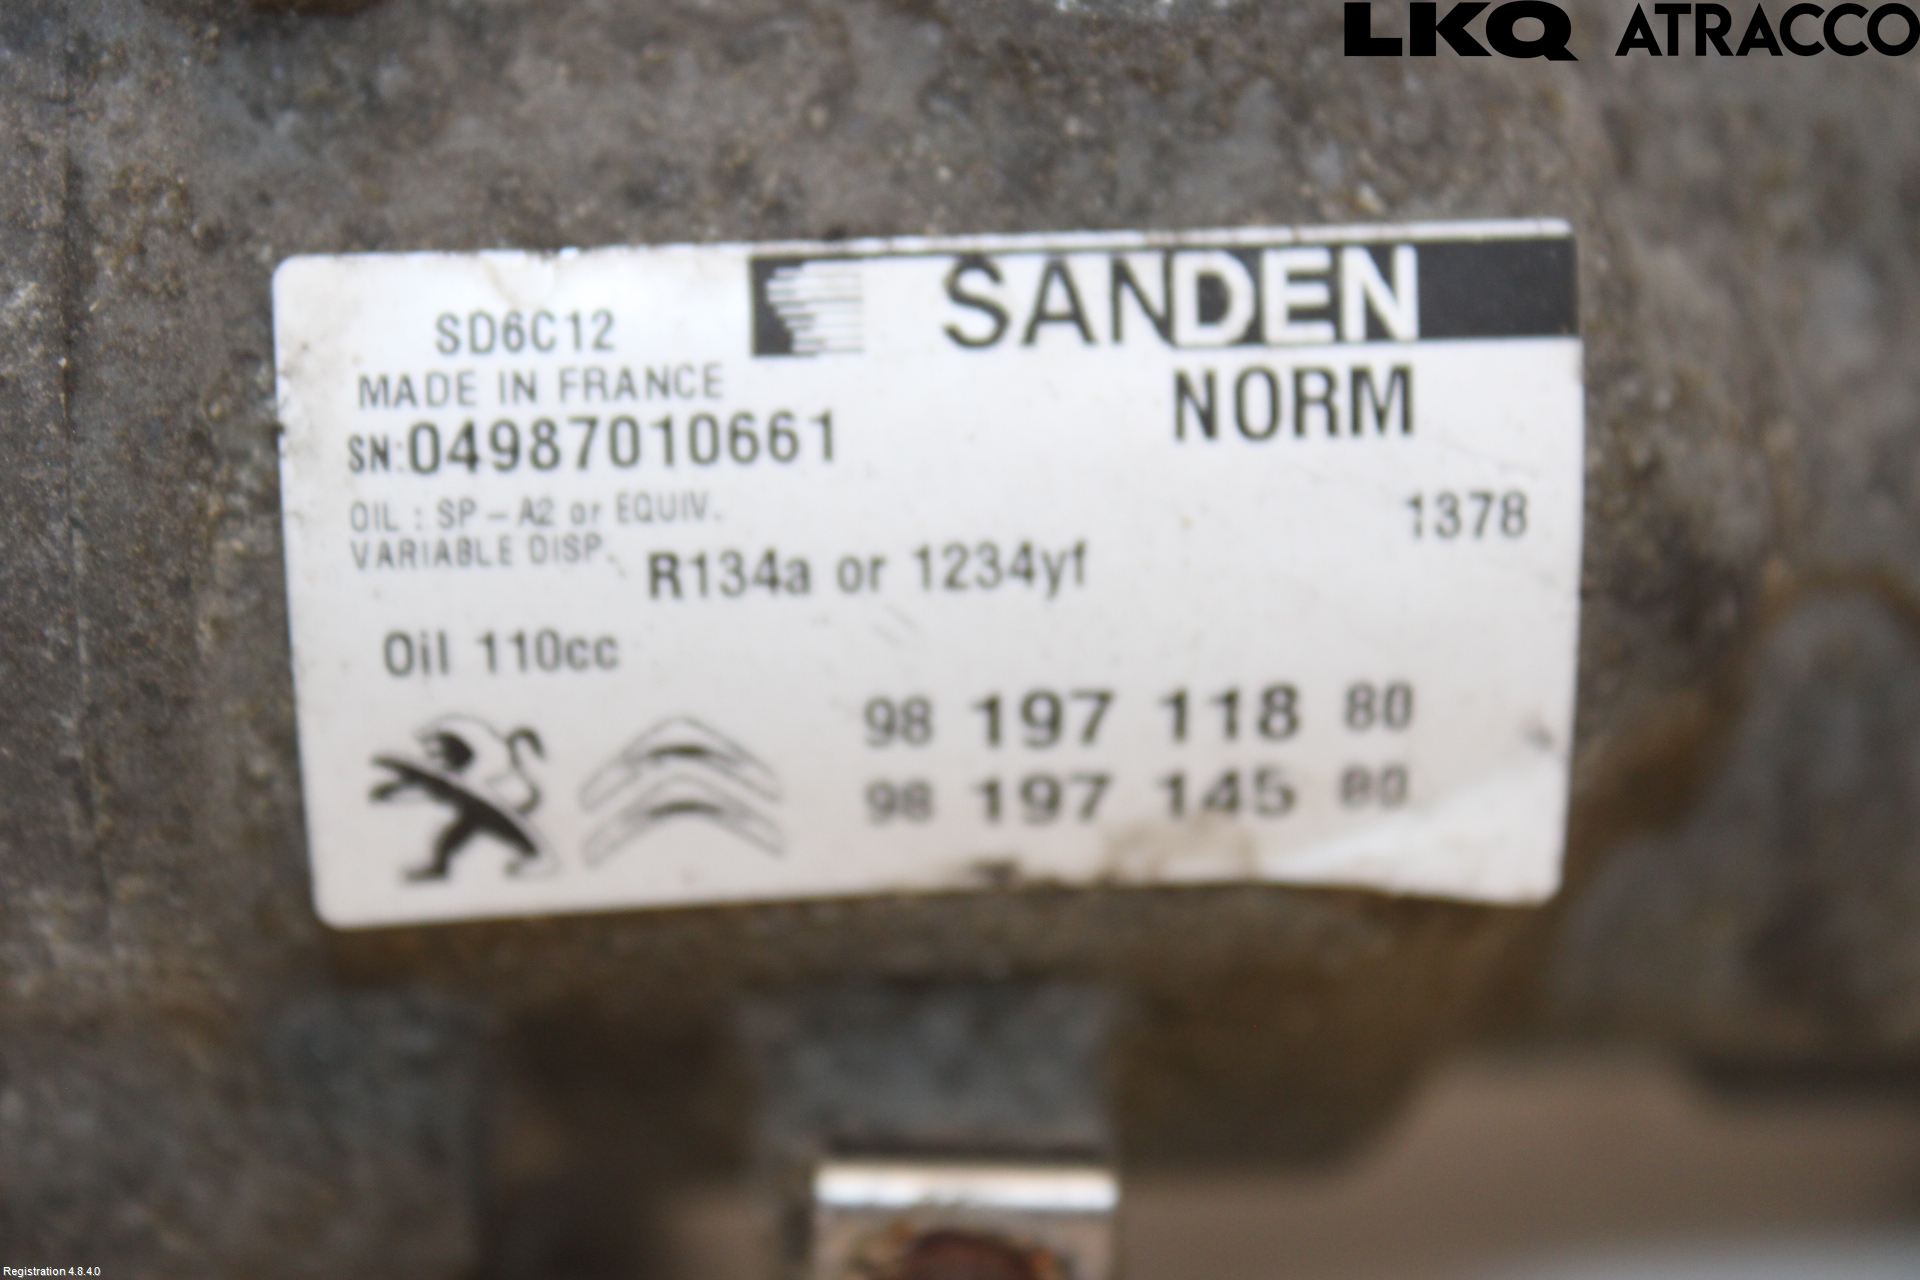 LKQ ATRACCO
SANDEN
SD6C12
MADE IN FRANCE
NORM
SN:04987010661
OIL : SP-A2 or EQUIV.
1378
VARIABLE DISP.
R134a or 1234yf
Oil 110cc
98 197 118 80
98 197 145 80
Registration 4.8.4.0